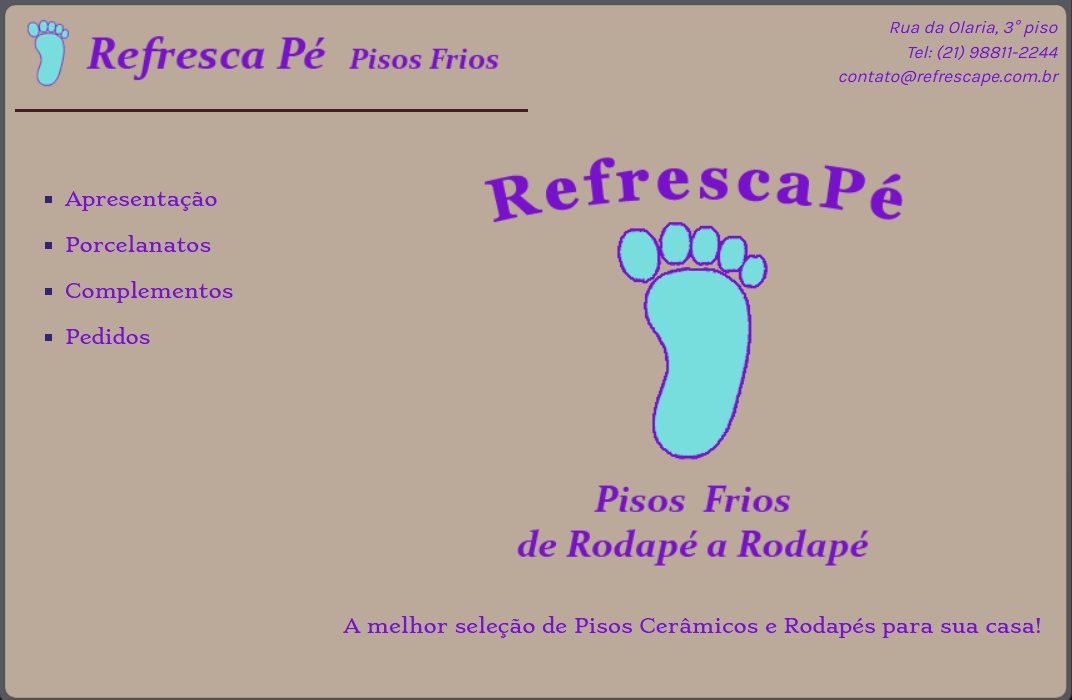 Refresca Pé Pisos Frios
Rua da Olaria, 3° piso
Tel: (21) 98811-2244
contato@refrescape.com.br
Apresentação
Porcelanatos
Complementos
Pedidos
RefrescaPé
Pisos Frios
de Rodapé a Rodapé
A melhor seleção de Pisos Cerâmicos e Rodapés para sua casa!